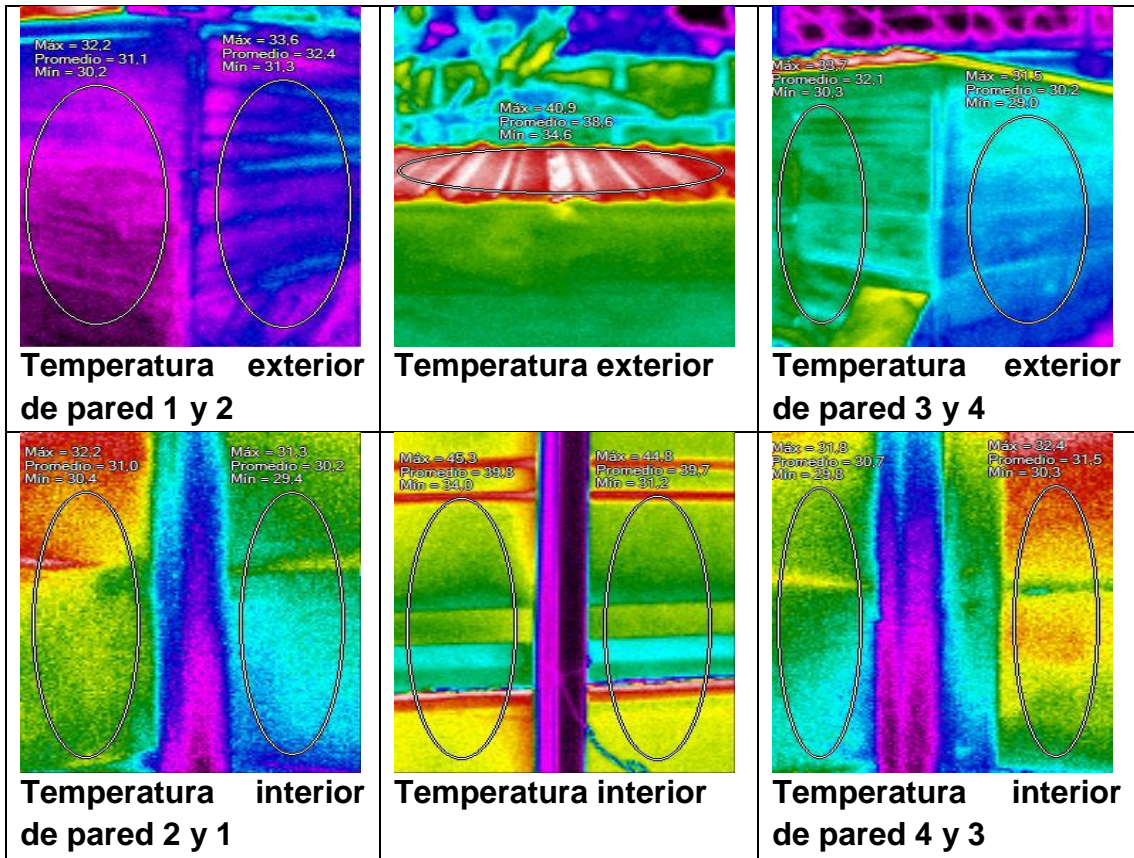 Máx = 32,2
Promedio = 31,1
Mín = 30,2
Máx = 33,6
Promedio = 32,4
Mín = 31,3
Máx = 40,9
Promedio = 38,6
Mín = 34,6
Máx = 33,7
Promedio = 32,1
Mín = 30,3
Máx = 31,5
Promedio = 30,2
Mín = 29,0
Temperatura exterior
de pared 1 y 2
Temperatura exterior
Temperatura exterior
de pared 3 y 4
Máx = 32,2
Promedio = 31,0
Mín = 30,4
Máx = 31,3
Promedio = 30,2
Mín = 29,4
Máx = 45,3
Promedio = 39,8
Mín = 34,0
Máx = 44,8
Promedio = 39,7
Mín = 31,2
Máx = 31,8
Promedio = 30,7
Mín = 29,8
Máx = 32,4
Promedio = 31,5
Mín = 30,3
Temperatura interior
de pared 2 y 1
Temperatura interior
Temperatura interior
de pared 4 y 3